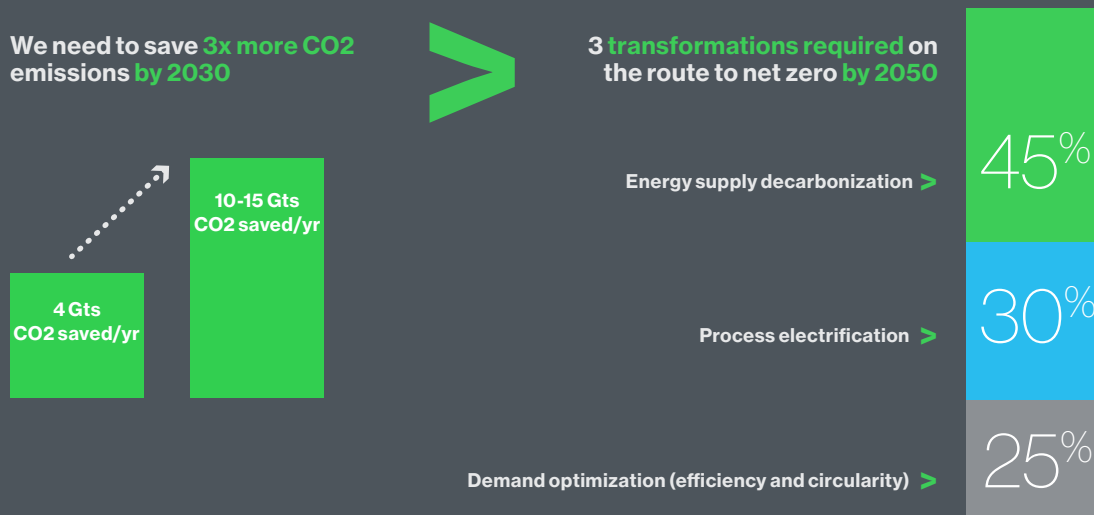 We need to save 3x more CO2
emissions by 2030
4 Gts
CO2 saved/yr
10-15 Gts
CO2 saved/yr
>
3 transformations required on
the route to net zero by 2050
Energy supply decarbonization >
45%
Process electrification >
30%
Demand optimization (efficiency and circularity) >
25%